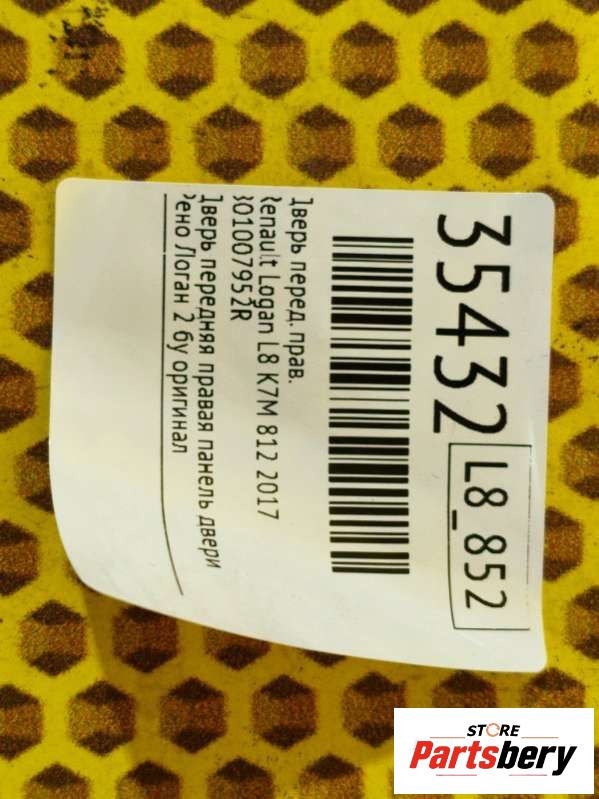 35432
L8_852
Дверь перед. прав.
Renault Logan L8 K7M 812 2017
801007952R
Дверь передняя правая панель двери
Рено Логан 2 бу оригинал
STORE
Partsbery